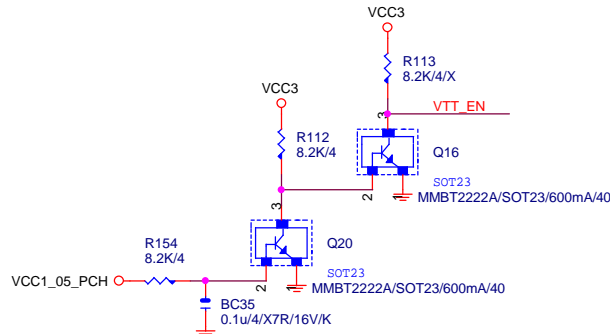 VCC3
R113
8.2K/4/X
VCC3
3
VTT_EN
R112
8.2K/4
Q16
2
1
SOT23
MMBT2222A/SOT23/600mA/40
3
R154
8.2K/4
Q20
VCC1_05_PCH
2
1
SOT23
MMBT2222A/SOT23/600mA/40
BC35
0.1u/4/X7R/16V/K